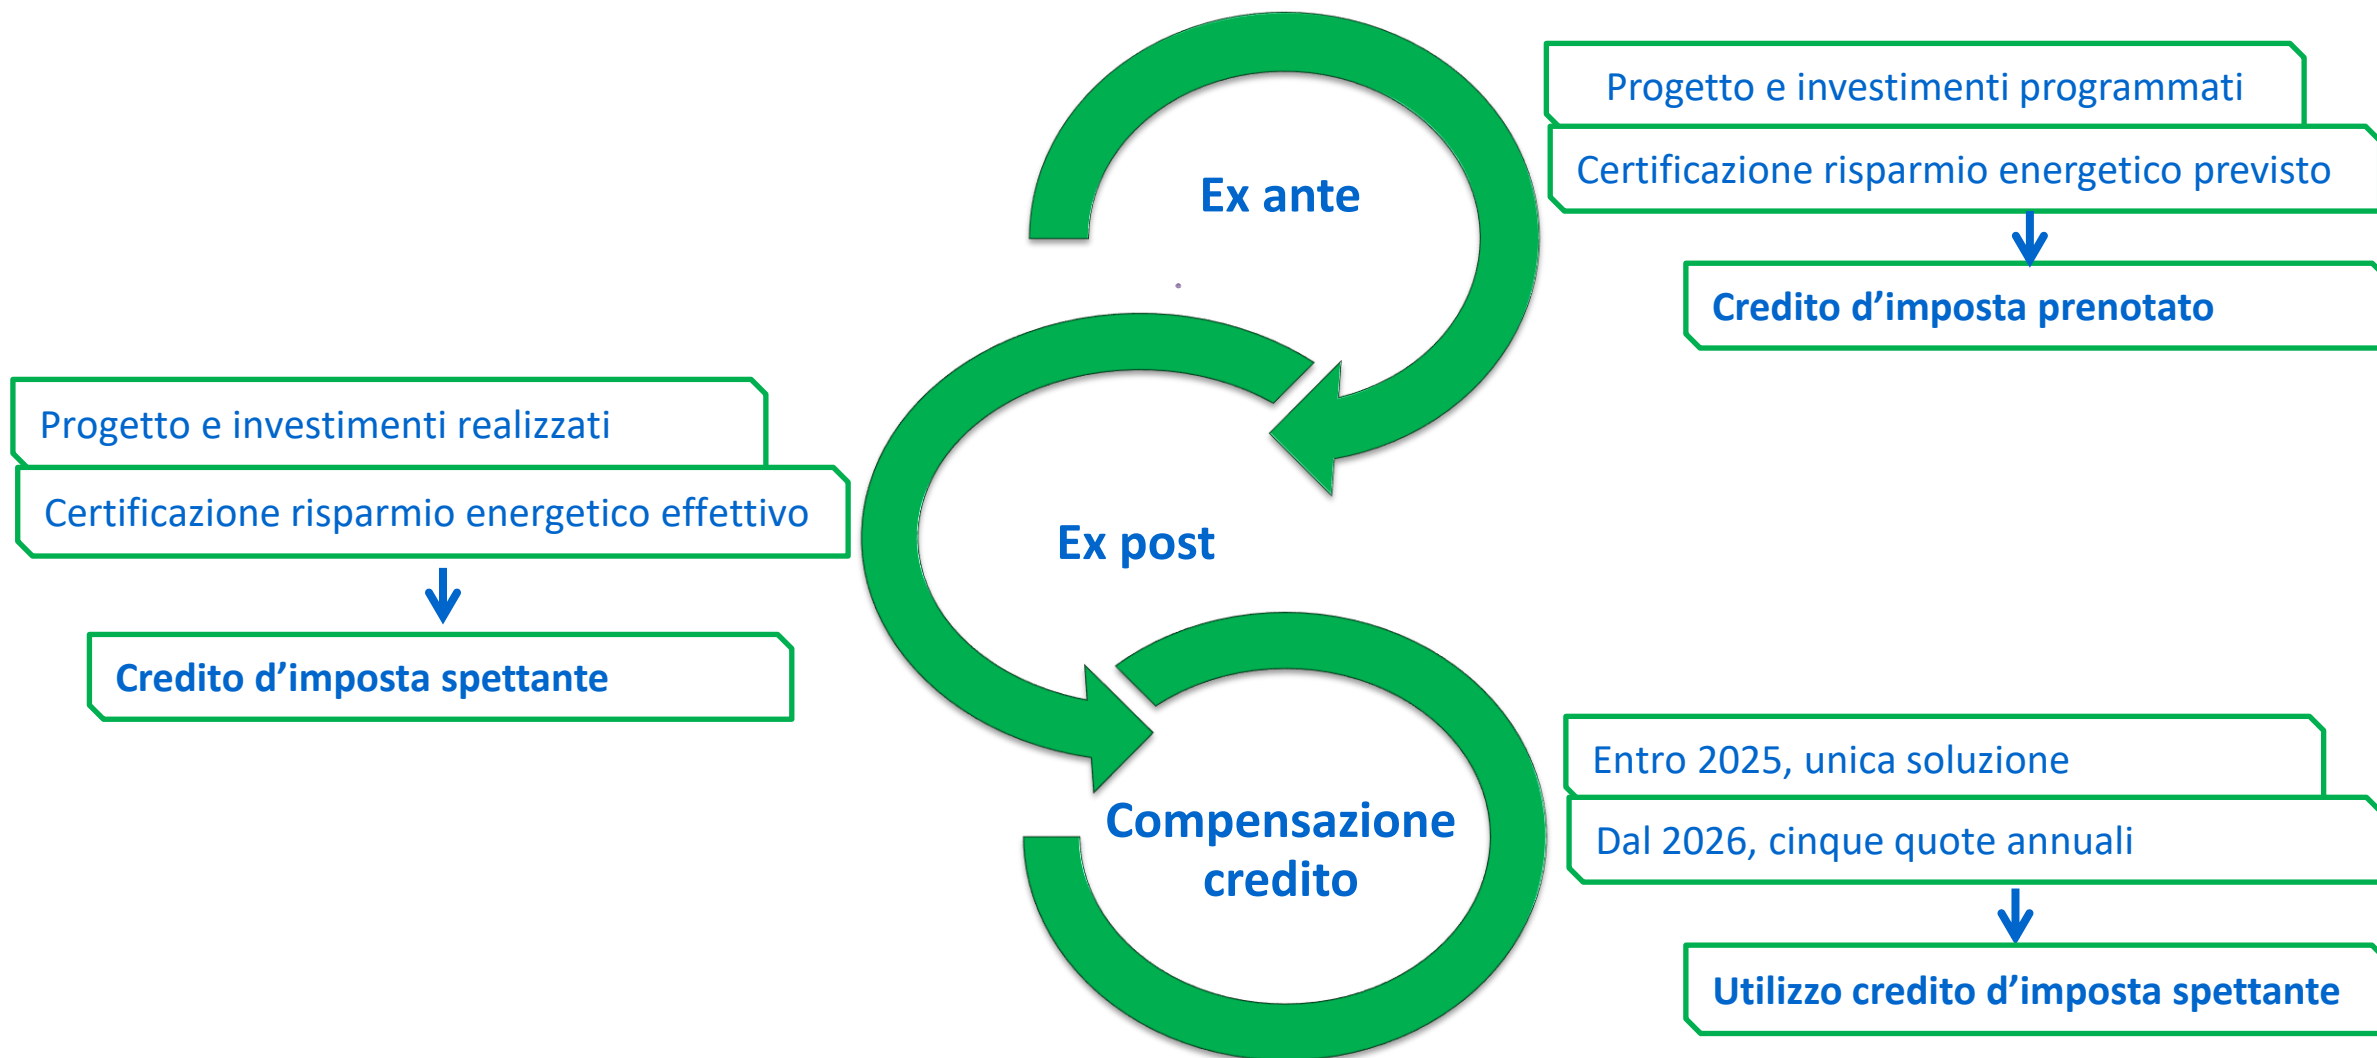 Ex ante
Progetto e investimenti programmati
Certificazione risparmio energetico previsto
Credito d’imposta prenotato
Ex post
Progetto e investimenti realizzati
Certificazione risparmio energetico effettivo
Credito d’imposta spettante
Compensazione
credito
Entro 2025, unica soluzione
Dal 2026, cinque quote annuali
Utilizzo credito d’imposta spettante